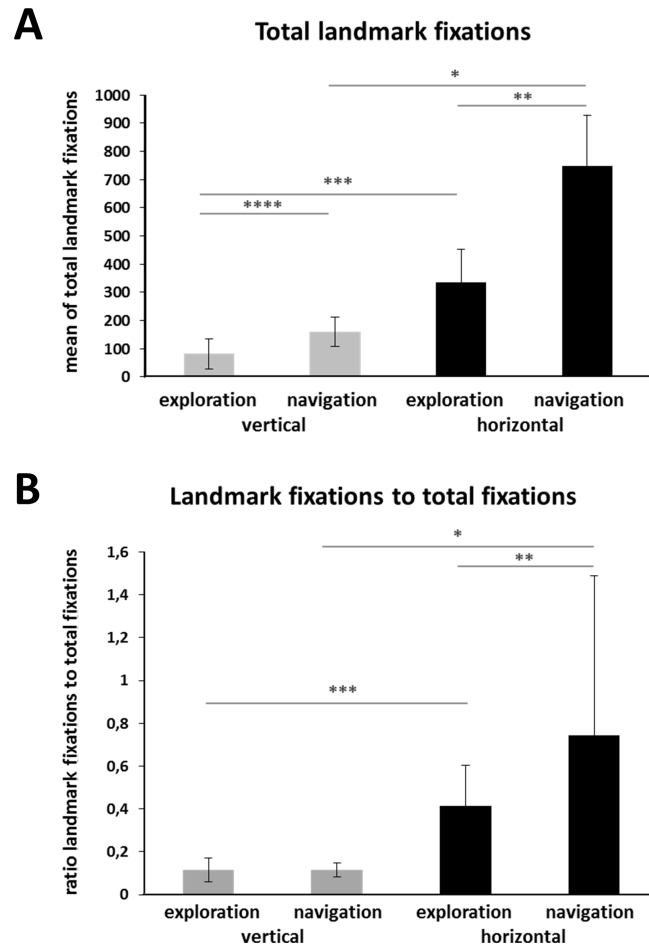 A
Total landmark fixations
mean of total landmark fixations
1000
900
800
700
600
500
400
300
200
100
0
*
**
***
****
exploration navigation exploration navigation
vertical horizontal
B
Landmark fixations to total fixations
ratio landmark fixations to total fixations
1,6
1,4
1,2
1
0,8
0,6
0,4
0,2
0
*
**
***
exploration navigation exploration navigation
vertical horizontal